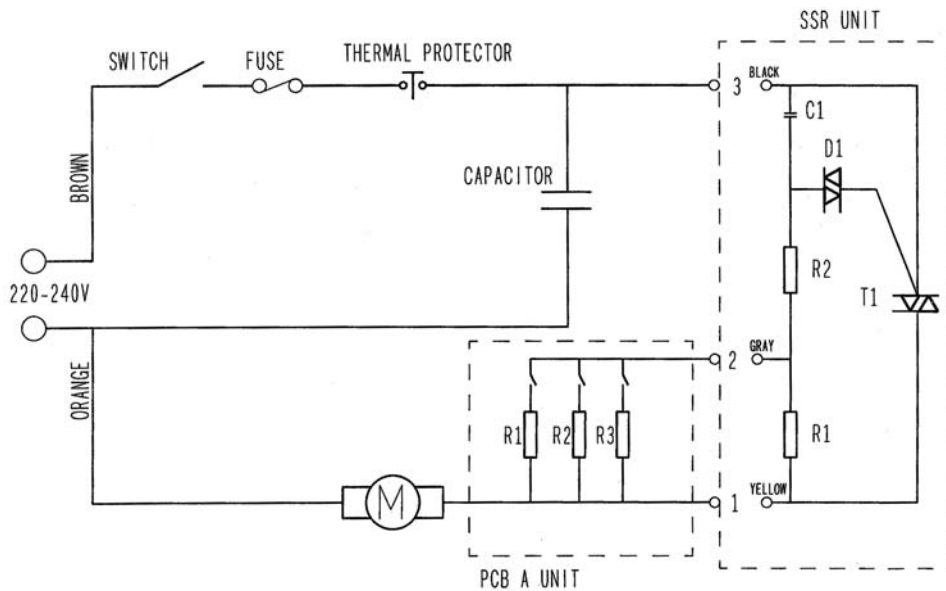 SSR UNIT
SWITCH
FUSE
THERMAL PROTECTOR
3 BLACK
C1
D1
BROWN
CAPACITOR
R2
T1
220-240V
2 GRAY
ORANGE
R1 R2 R3
R1
M
1 YELLOW
PCB A UNIT